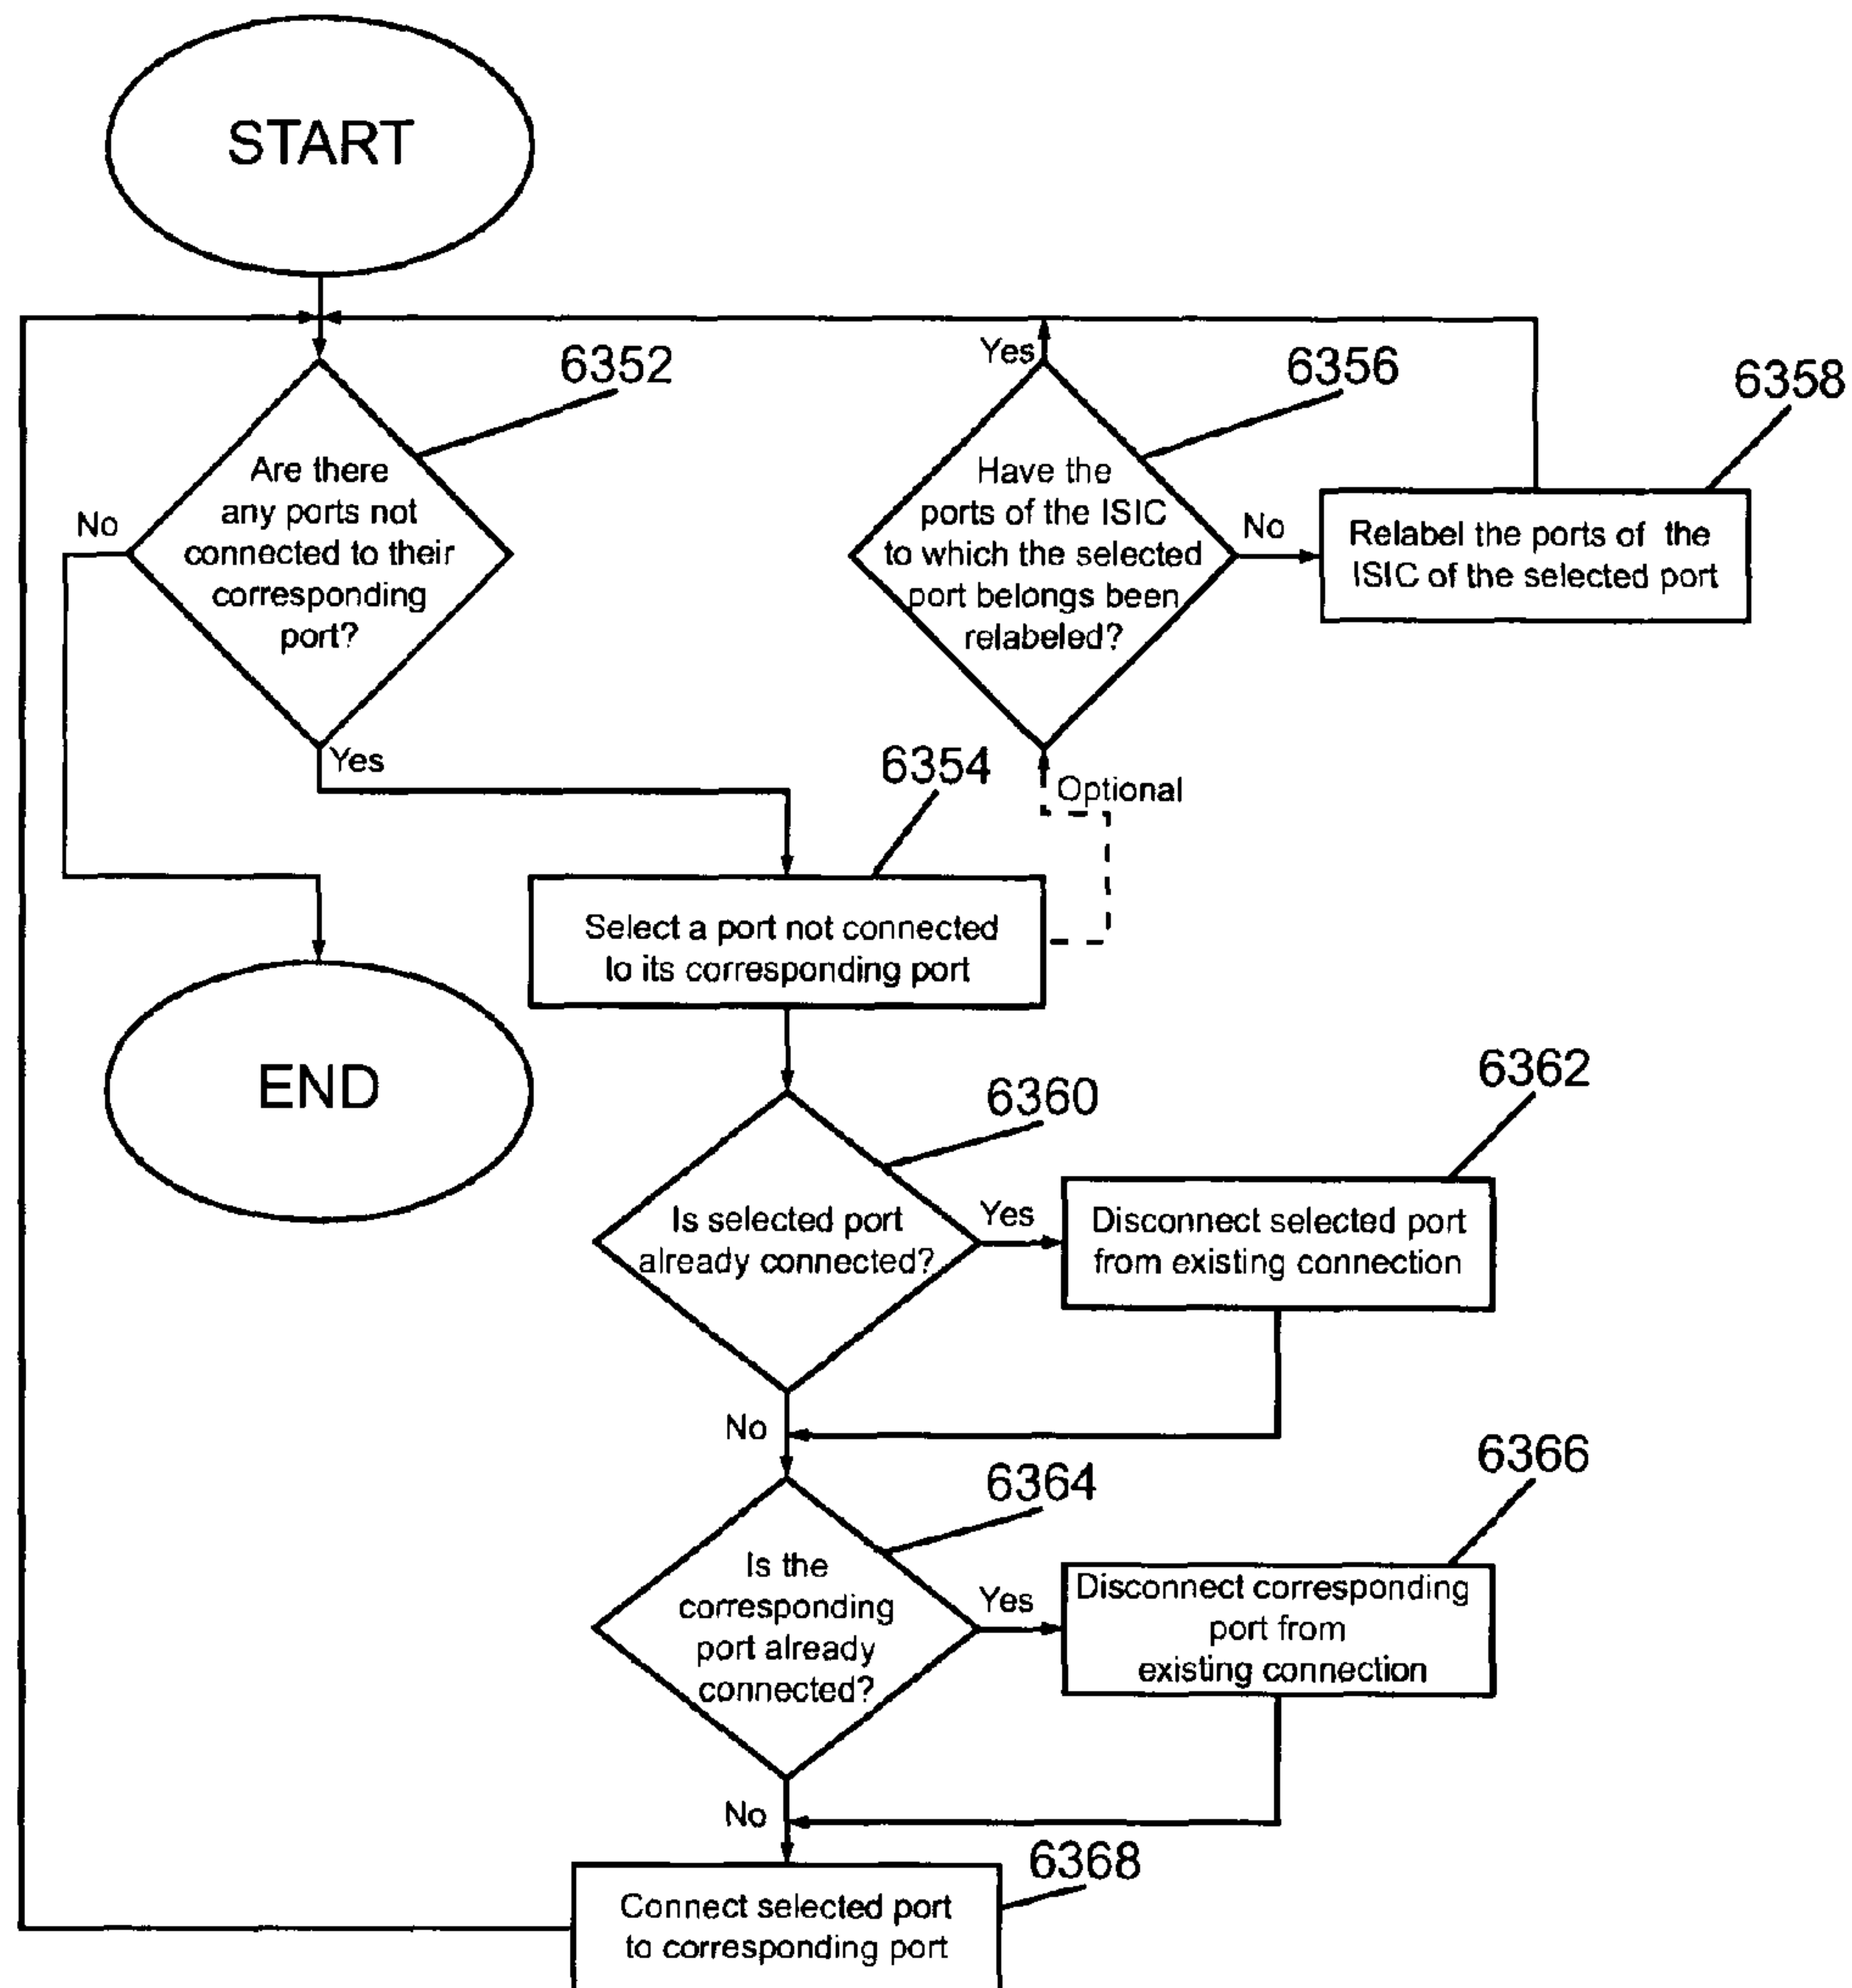 START
6352
Are there
any ports not
connected to their
corresponding
port?
No
Yes
6356
Have the
ports of the ISIC
to which the selected
port belongs been
relabeled?
Yes
No
6358
Relabel the ports of the
ISIC of the selected port
Optional
6354
Select a port not connected
to its corresponding port
END
6360
Is selected port
already connected?
Yes
No
6362
Disconnect selected port
from existing connection
6364
Is the
corresponding
port already
connected?
Yes
No
6366
Disconnect corresponding
port from
existing connection
6368
Connect selected port
to corresponding port